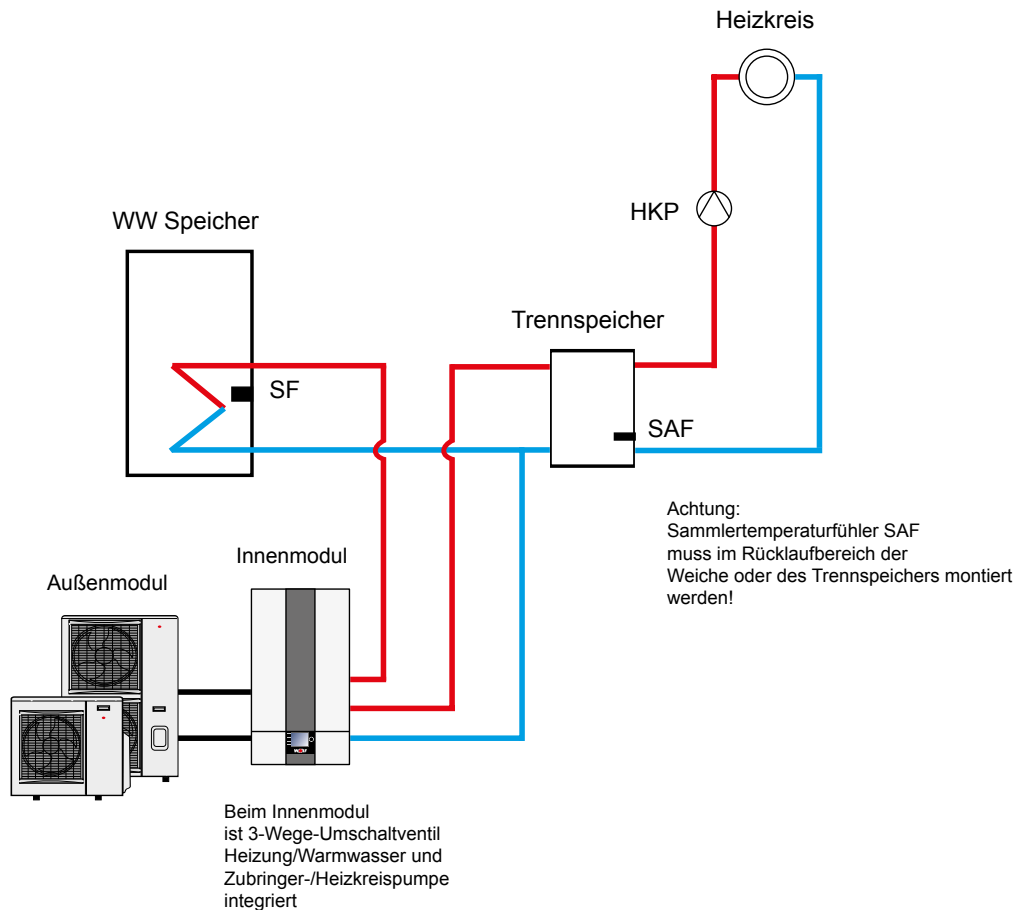 Heizkreis
HKP
WW Speicher
Trennspeicher
SF
SAF
Achtung:
Sammlertemperaturfühler SAF
muss im Rücklaufbereich der
Weiche oder des Trennspeichers montiert
werden!
Innenmodul
Außenmodul
WOLF
Beim Innenmodul
ist 3-Wege-Umschaltventil
Heizung/Warmwasser und
Zubringer-/Heizkreispumpe
integriert